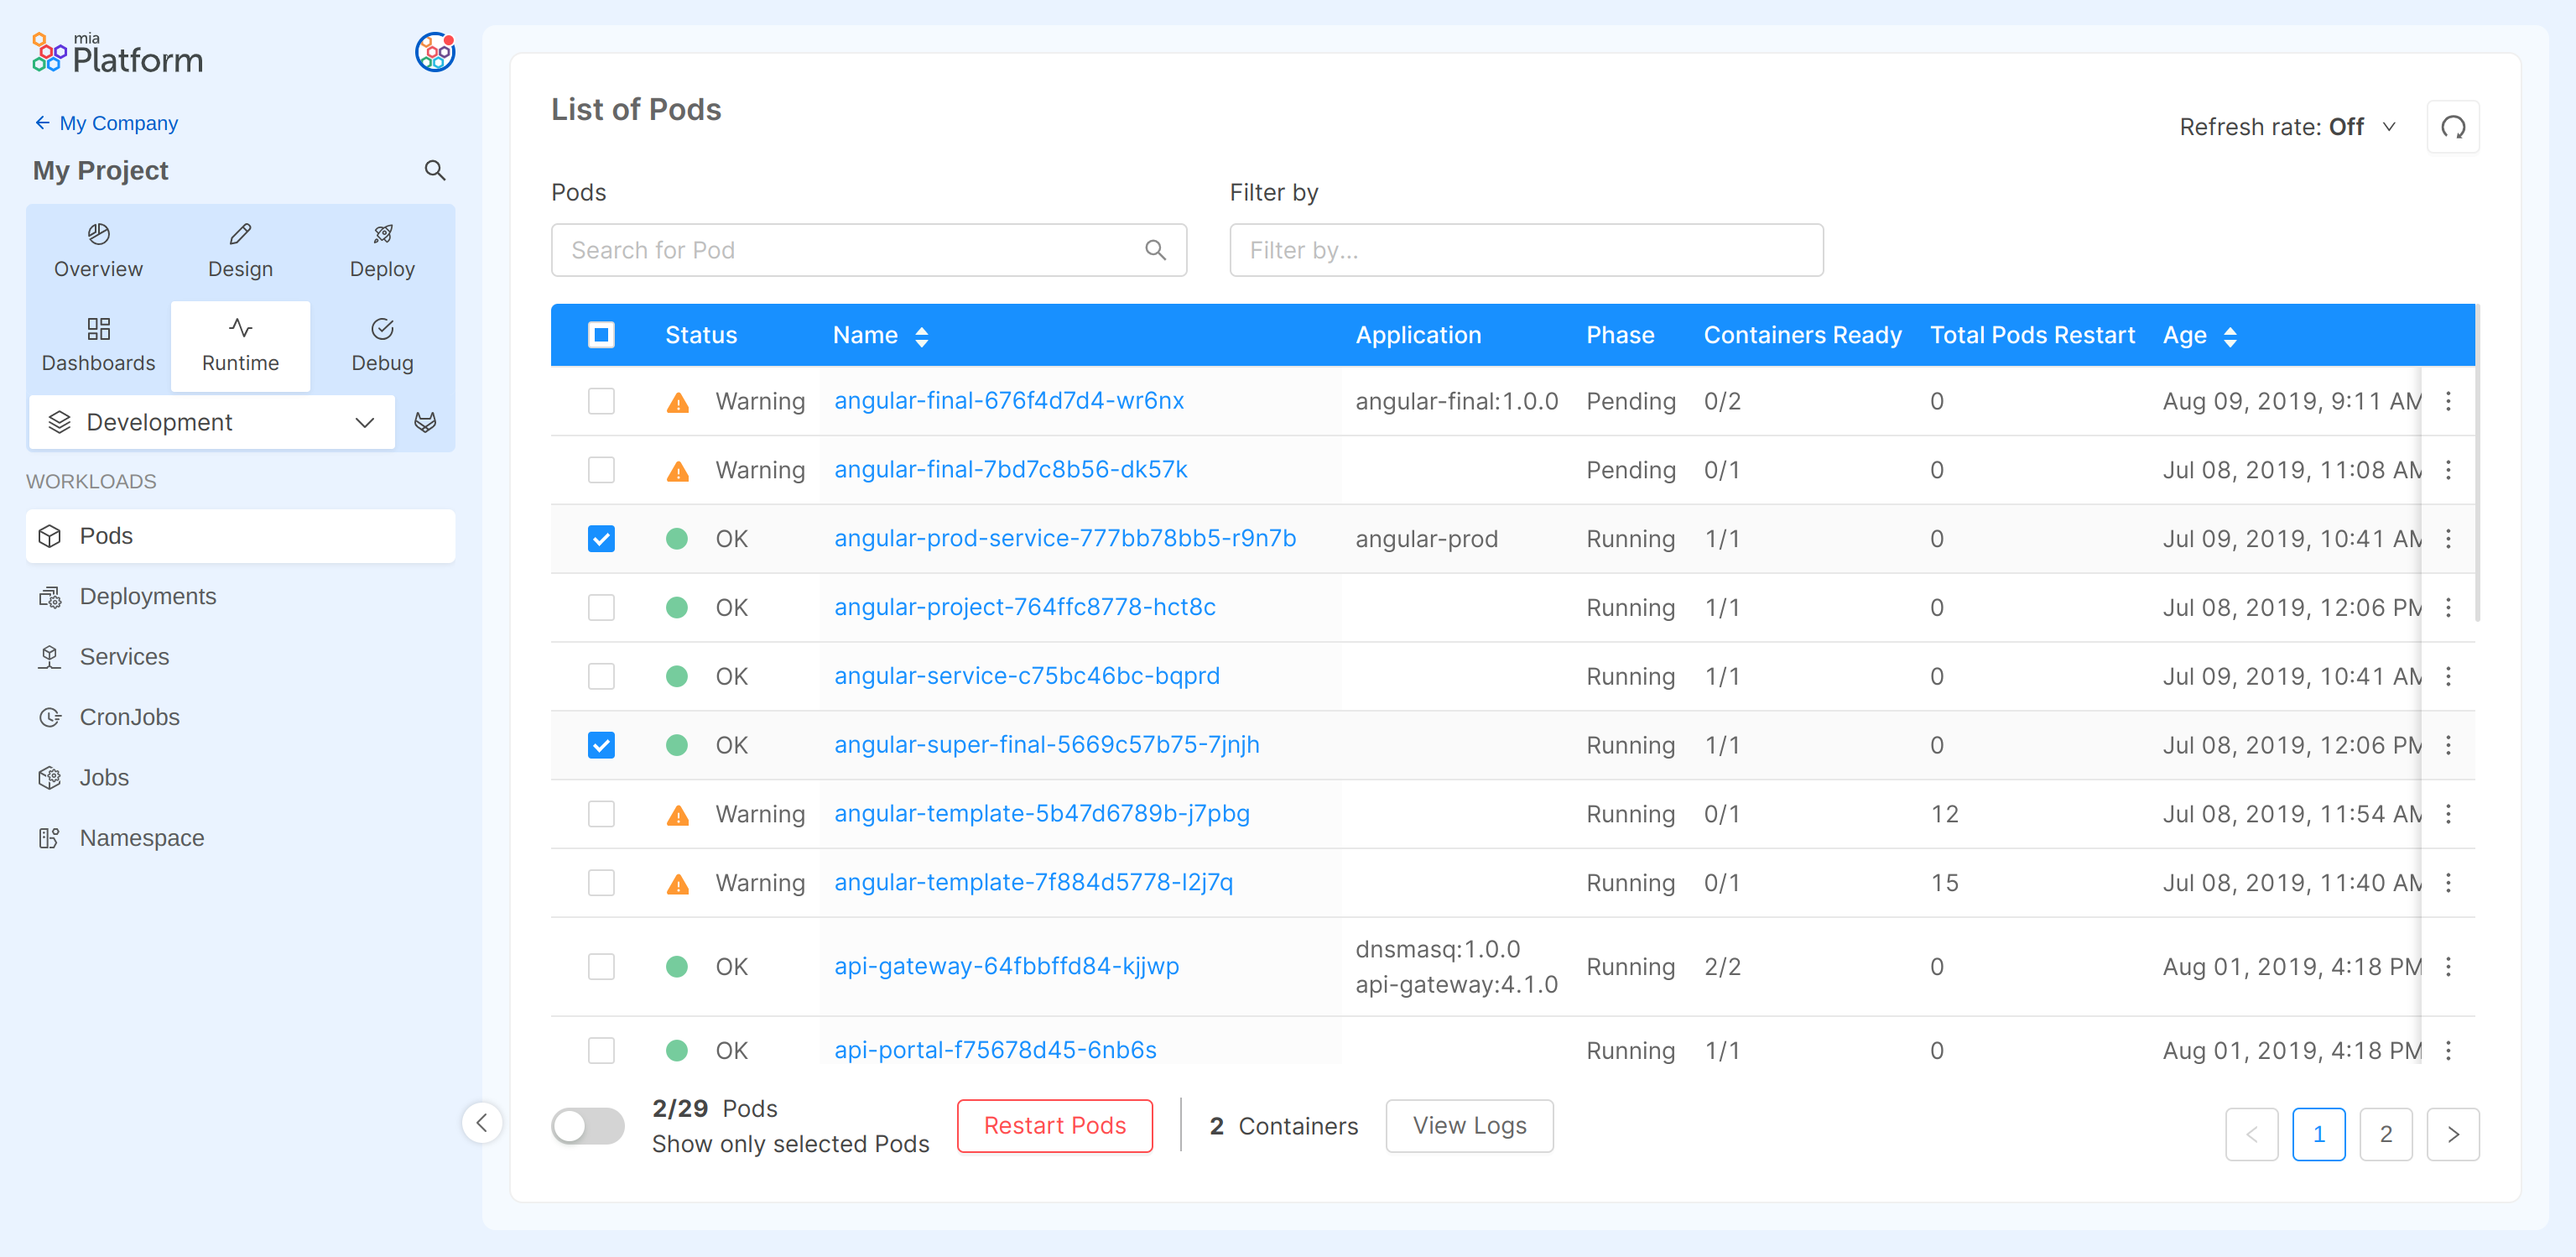 mia
Platform
My Company
My Project
Overview Design Deploy
Dashboards Runtime Debug
Development
WORKLOADS
Pods
Deployments
Services
CronJobs
Jobs
Namespace
List of Pods
Refresh rate: Off
Pods Filter by
Search for Pod Filter by...
Status Name Application Phase Containers Ready Total Pods Restart Age
Warning angular-final-676f4d7d4-wr6nx angular-final:1.0.0 Pending 0/2 0 Aug 09, 2019, 9:11 AM
Warning angular-final-7bd7c8b56-dk57k Pending 0/1 0 Jul 08, 2019, 11:08 AM
OK angular-prod-service-777bb78bb5-r9n7b angular-prod Running 1/1 0 Jul 09, 2019, 10:41 AM
OK angular-project-764ffc8778-hct8c Running 1/1 0 Jul 08, 2019, 12:06 PM
OK angular-service-c75bc46bc-bqprd Running 1/1 0 Jul 09, 2019, 10:41 AM
OK angular-super-final-5669c57b75-7jnjh Running 1/1 0 Jul 08, 2019, 12:06 PM
Warning angular-template-5b47d6789b-j7pbg Running 0/1 12 Jul 08, 2019, 11:54 AM
Warning angular-template-7f884d5778-l2j7q Running 0/1 15 Jul 08, 2019, 11:40 AM
OK api-gateway-64fbbffd84-kjjwp dnsmasq:1.0.0 Running 2/2 0 Aug 01, 2019, 4:18 PM
api-gateway:4.1.0
OK api-portal-f75678d45-6nb6s Running 1/1 0 Aug 01, 2019, 4:18 PM
2/29 Pods
Show only selected Pods
Restart Pods
2 Containers
View Logs
1 2